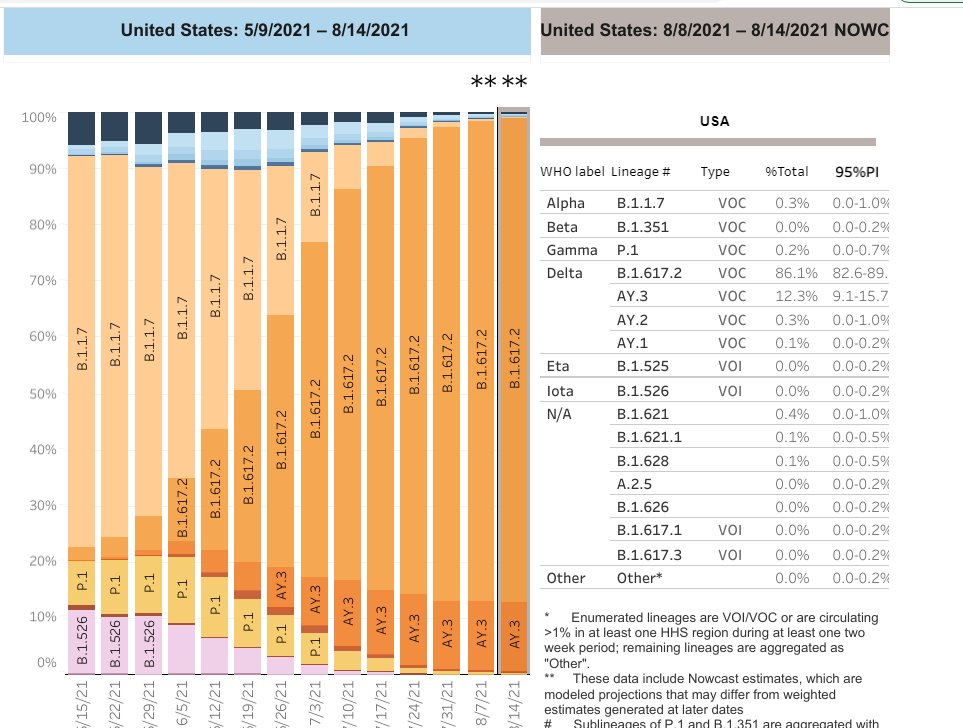 United States: 5/9/2021 – 8/14/2021
United States: 8/8/2021 – 8/14/2021 NOWC
** **
USA
WHO label Lineage # Type %Total 95%PI
Alpha B.1.1.7 VOC 0.3% 0.0-1.0%
Beta B.1.351 VOC 0.0% 0.0-0.2%
Gamma P.1 VOC 0.2% 0.0-0.7%
Delta B.1.617.2 VOC 86.1% 82.6-89.
AY.3 VOC 12.3% 9.1-15.7
AY.2 VOC 0.3% 0.0-1.0%
AY.1 VOC 0.1% 0.0-0.2%
Eta B.1.525 VOI 0.0% 0.0-0.2%
Iota B.1.526 VOI 0.0% 0.0-0.2%
N/A B.1.621 0.4% 0.0-1.0%
B.1.621.1 0.1% 0.0-0.5%
B.1.628 0.1% 0.0-0.5%
A.2.5 0.0% 0.0-0.2%
B.1.626 0.0% 0.0-0.2%
B.1.617.1 VOI 0.0% 0.0-0.2%
B.1.617.3 VOI 0.0% 0.0-0.2%
Other Other* 0.0% 0.0-0.2%
* Enumerated lineages are VOI/VOC or are circulating
>1% in at least one HHS region during at least one two
week period; remaining lineages are aggregated as
"Other".
** These data include Nowcast estimates, which are
modeled projections that may differ from weighted
estimates generated at later dates
# Sublineages of P.1 and B.1.351 are aggregated with
100%
90%
80%
70%
60%
50%
40%
30%
20%
10%
0%
B.1.1.7
P.1
B.1.526
B.1.1.7
P.1
B.1.526
B.1.1.7
P.1
B.1.526
B.1.1.7
B.1.617.2
P.1
B.1.1.7
B.1.617.2
P.1
B.1.1.7
B.1.617.2
P.1
B.1.1.7
B.1.617.2
AY.3
P.1
B.1.1.7
B.1.617.2
AY.3
P.1
B.1.617.2
AY.3
B.1.617.2
AY.3
B.1.617.2
AY.3
B.1.617.2
AY.3
B.1.617.2
AY.3
B.1.617.2
AY.3
/15/21
/22/21
/29/21
6/5/21
/12/21
/19/21
/26/21
7/3/21
/10/21
/17/21
/24/21
/31/21
8/7/21
/14/21